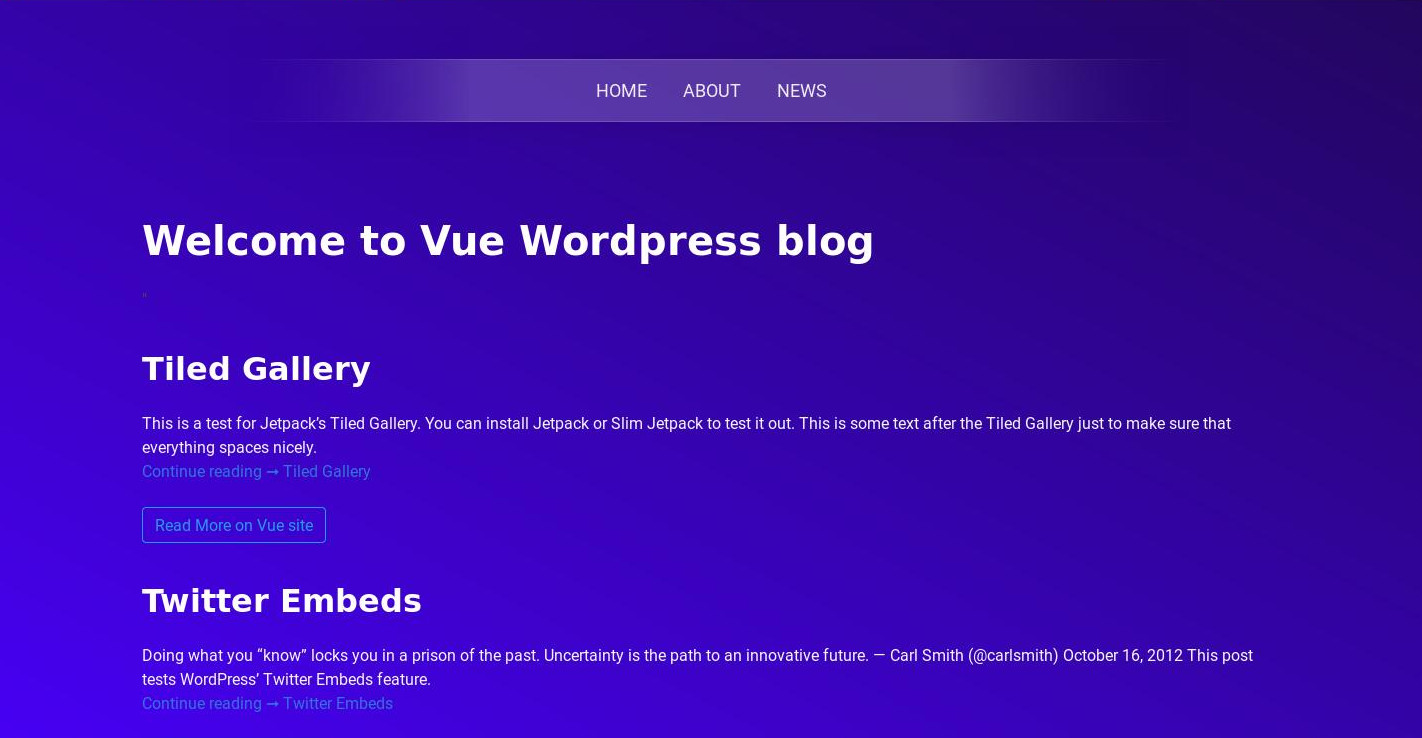 HOME ABOUT NEWS
Welcome to Vue Wordpress blog
"
Tiled Gallery
This is a test for Jetpack’s Tiled Gallery. You can install Jetpack or Slim Jetpack to test it out. This is some text after the Tiled Gallery just to make sure that
everything spaces nicely.
Continue reading ➞ Tiled Gallery
Read More on Vue site
Twitter Embeds
Doing what you “know” locks you in a prison of the past. Uncertainty is the path to an innovative future. — Carl Smith (@carlsmith) October 16, 2012 This post
tests WordPress’ Twitter Embeds feature.
Continue reading ➞ Twitter Embeds